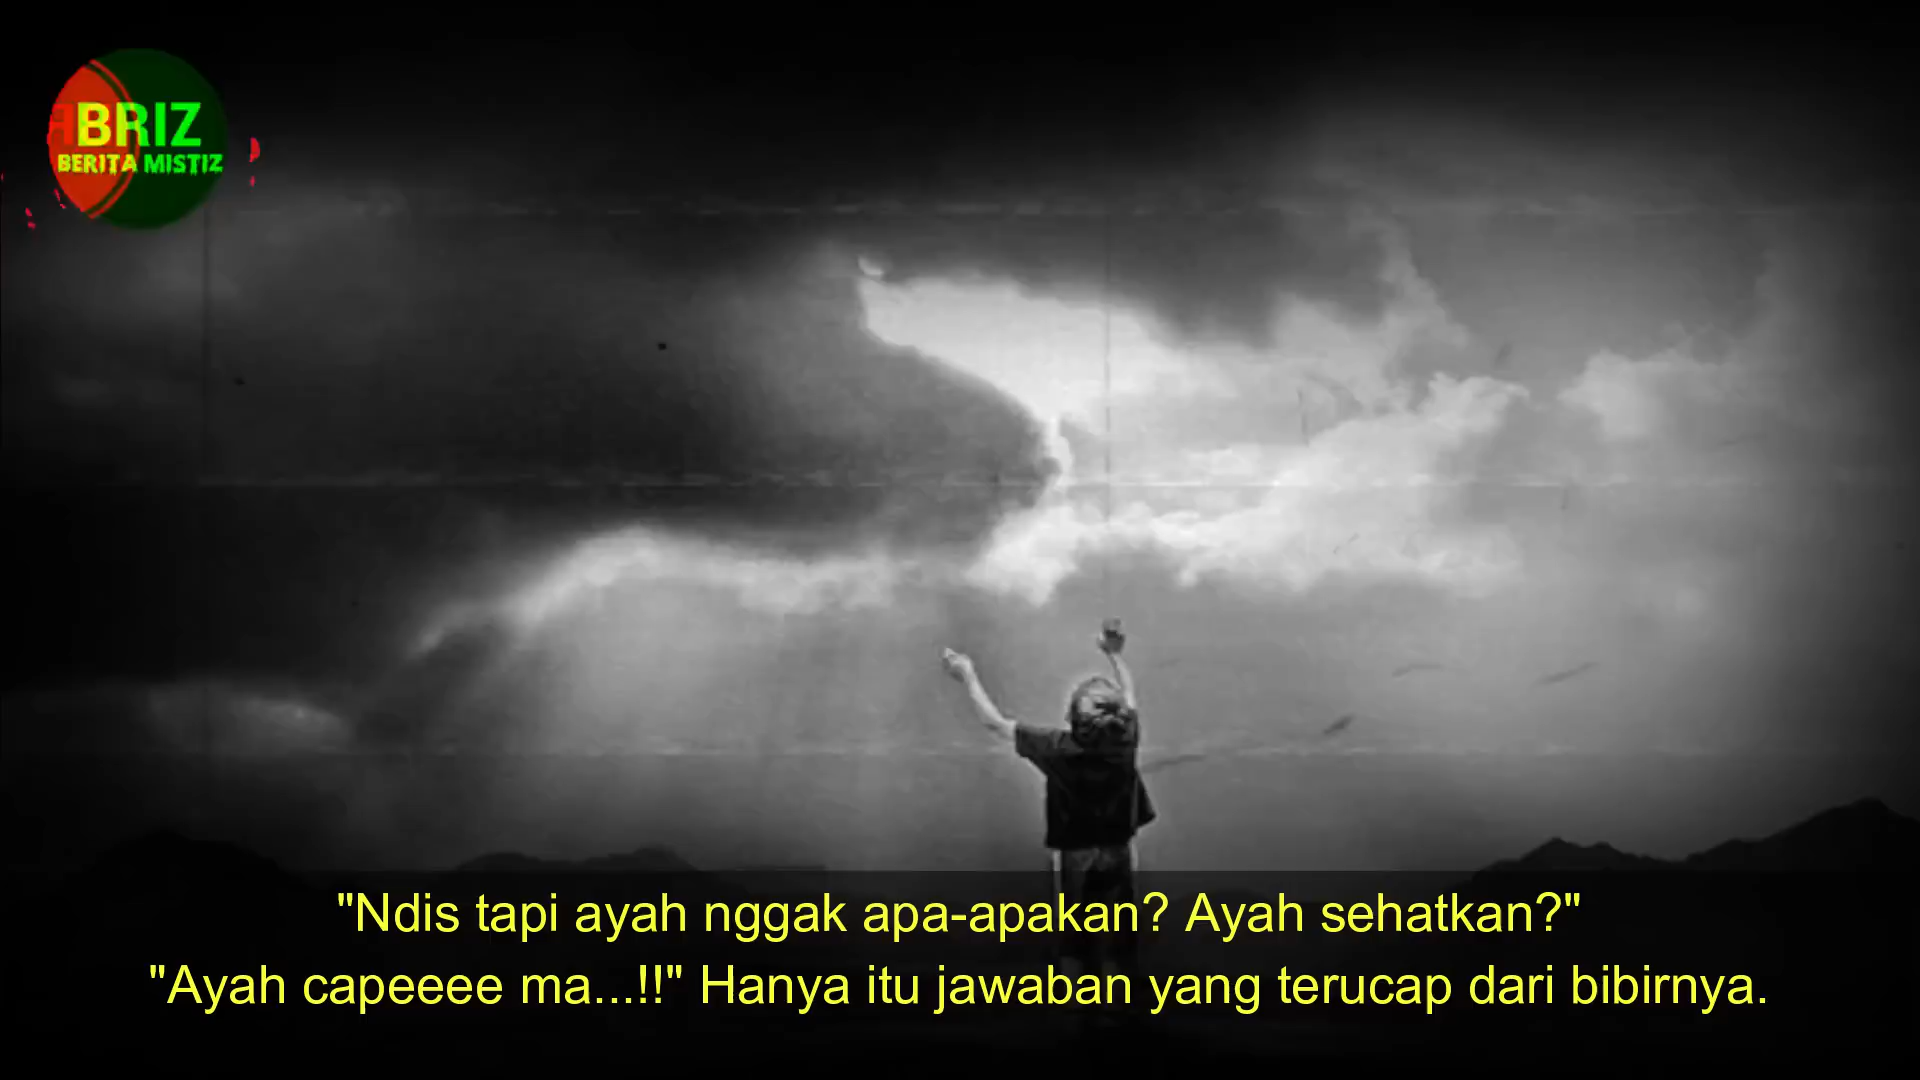 BRIZ
BERITA MISTIZ
"Ndis tapi ayah nggak apa-apakan? Ayah sehatkan?"
"Ayah capeeee ma...!!" Hanya itu jawaban yang terucap dari bibirnya.